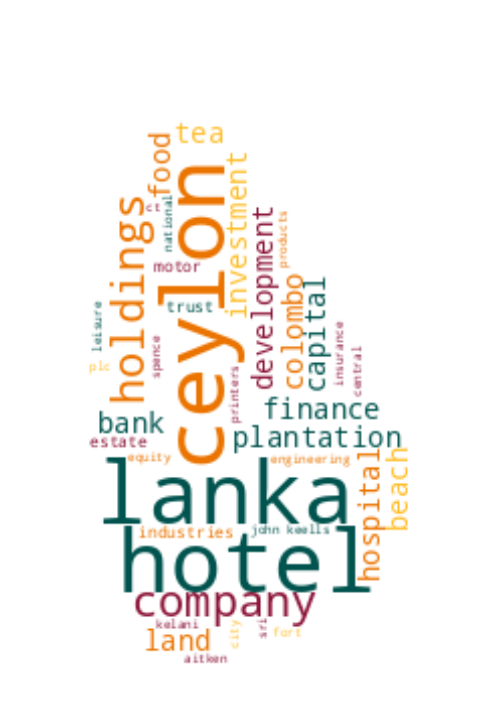 tea
food
ceylon
investment
holdings
ct
national
development
products
motor
colombo
capital
trust
leisure
spence
insurance
central
plc
printers
finance
bank
plantation
estate
equity
engineering
hospital
beach
lanka
industries
john keells
hotel
company
kelani
city
sri
fort
land
aitken